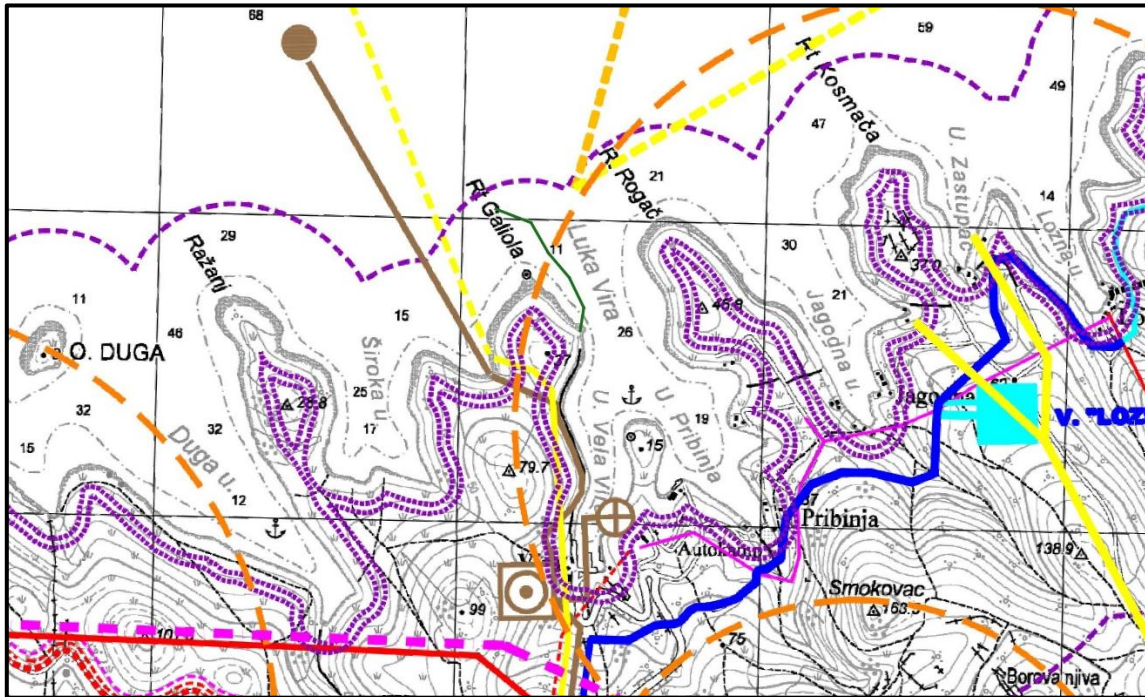 68
59
49
Rt Kosmača
47
U. Zastupac
14
Lozna u.
R. Rogač
21
Rt Galiola
11
Luka Vira
30
37.0
29
Ražanj
46.8
Jagodna u.
21
11
O. DUGA
46
15
Široka u.
26
77
25
28.8
Jagodna
V. "LOZ
32
32
17
U. Vela vira
U. Pribinja
19
15
15
Duga u.
12
79.7
Pribinja
Autokamp
138.9
Smokovac
163.3
99
75
Borova njiva